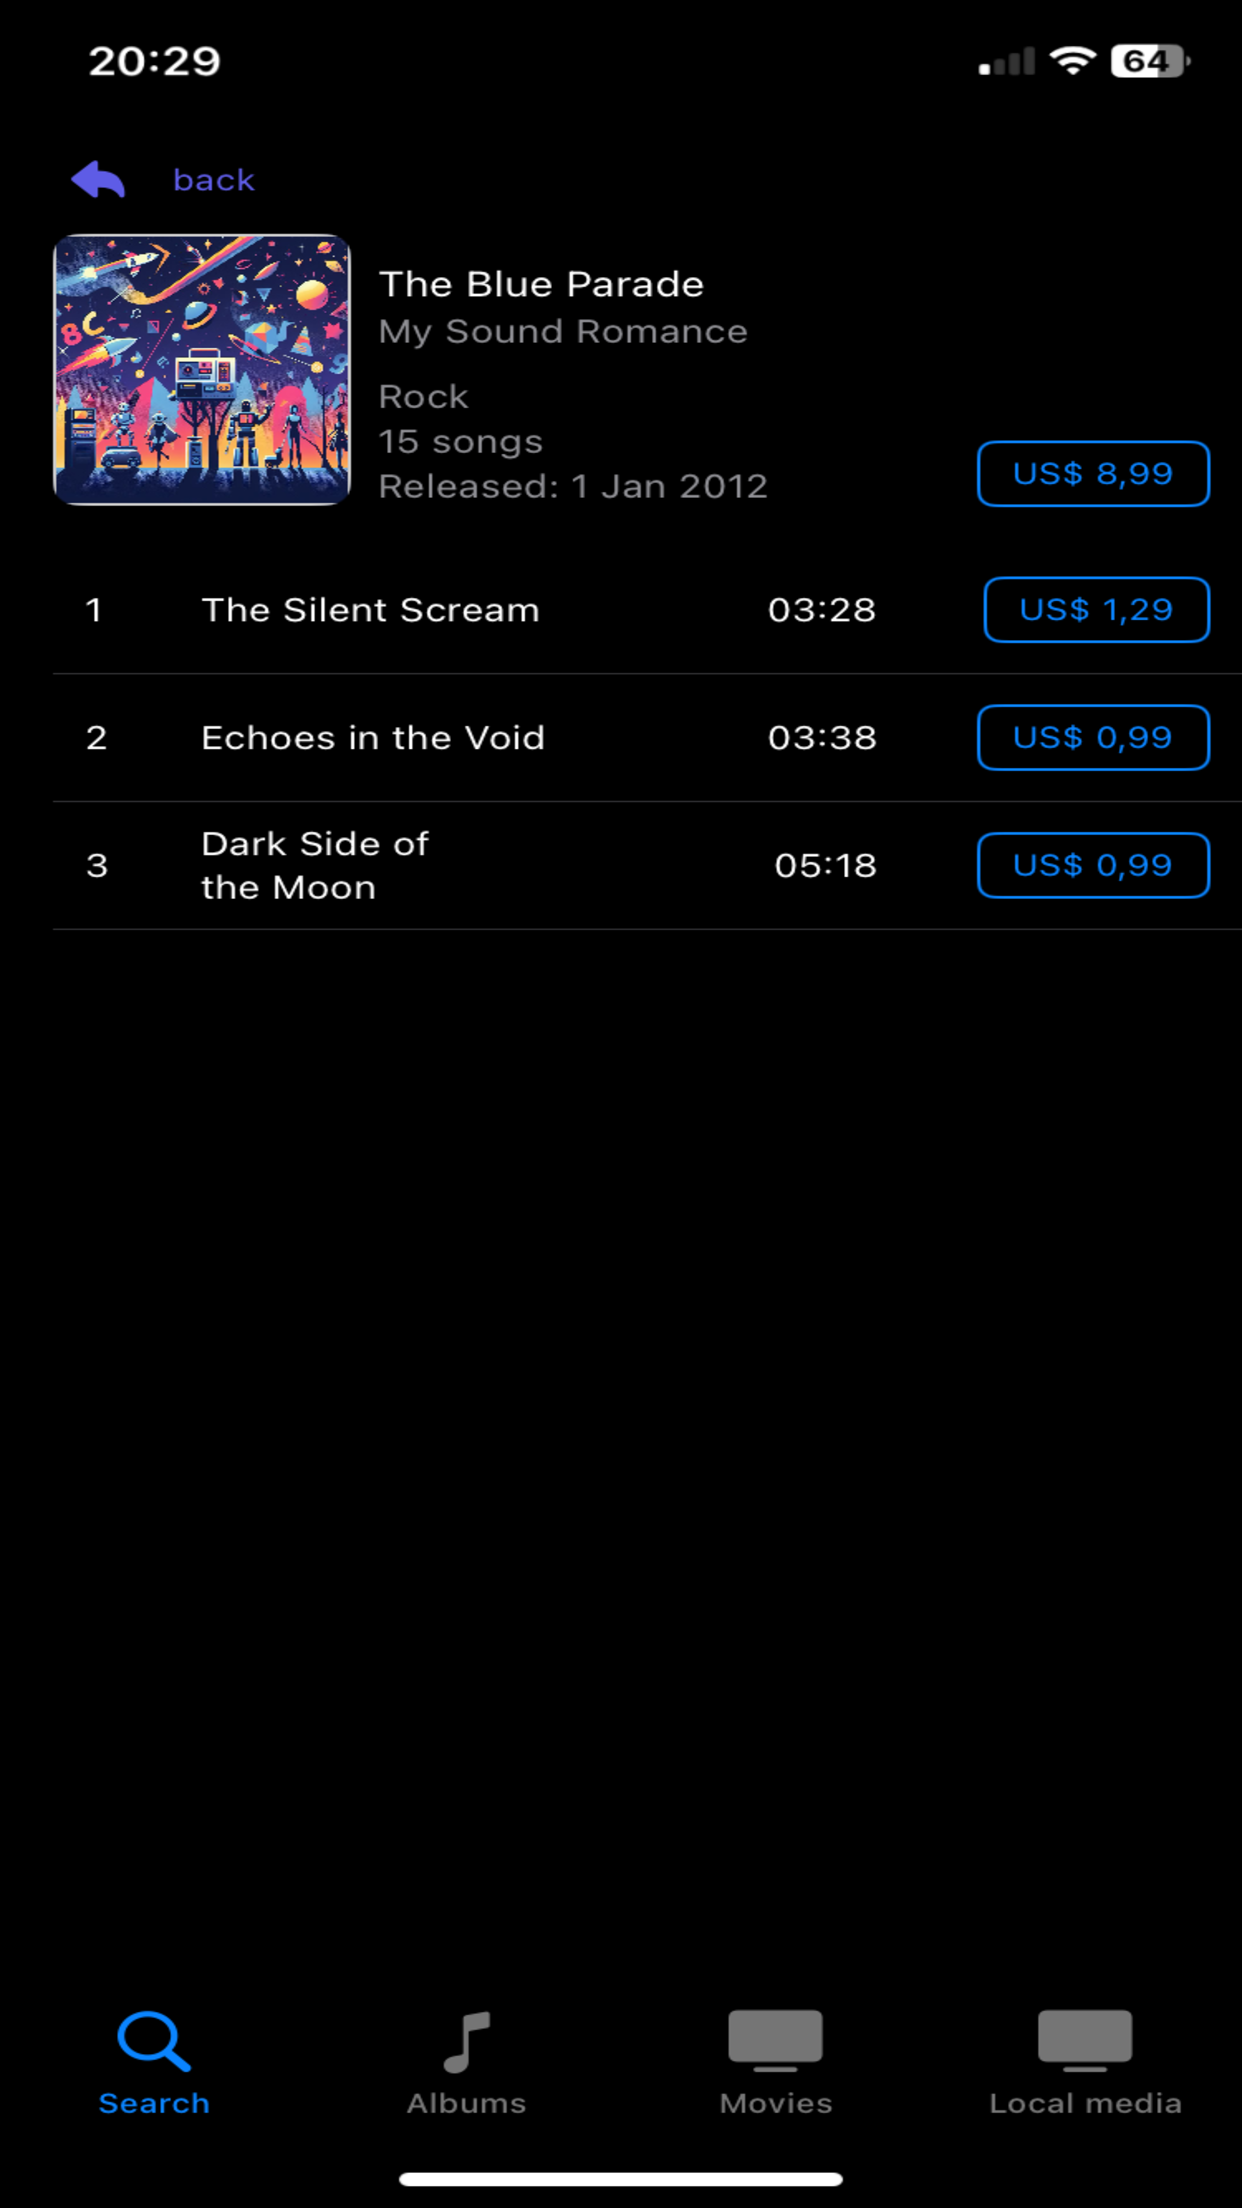 20:29
64
back
The Blue Parade
My Sound Romance
Rock
15 songs
Released: 1 Jan 2012
US$ 8,99
1 The Silent Scream 03:28 US$ 1,29
2 Echoes in the Void 03:38 US$ 0,99
3 Dark Side of
the Moon 05:18 US$ 0,99
Search Albums Movies Local media